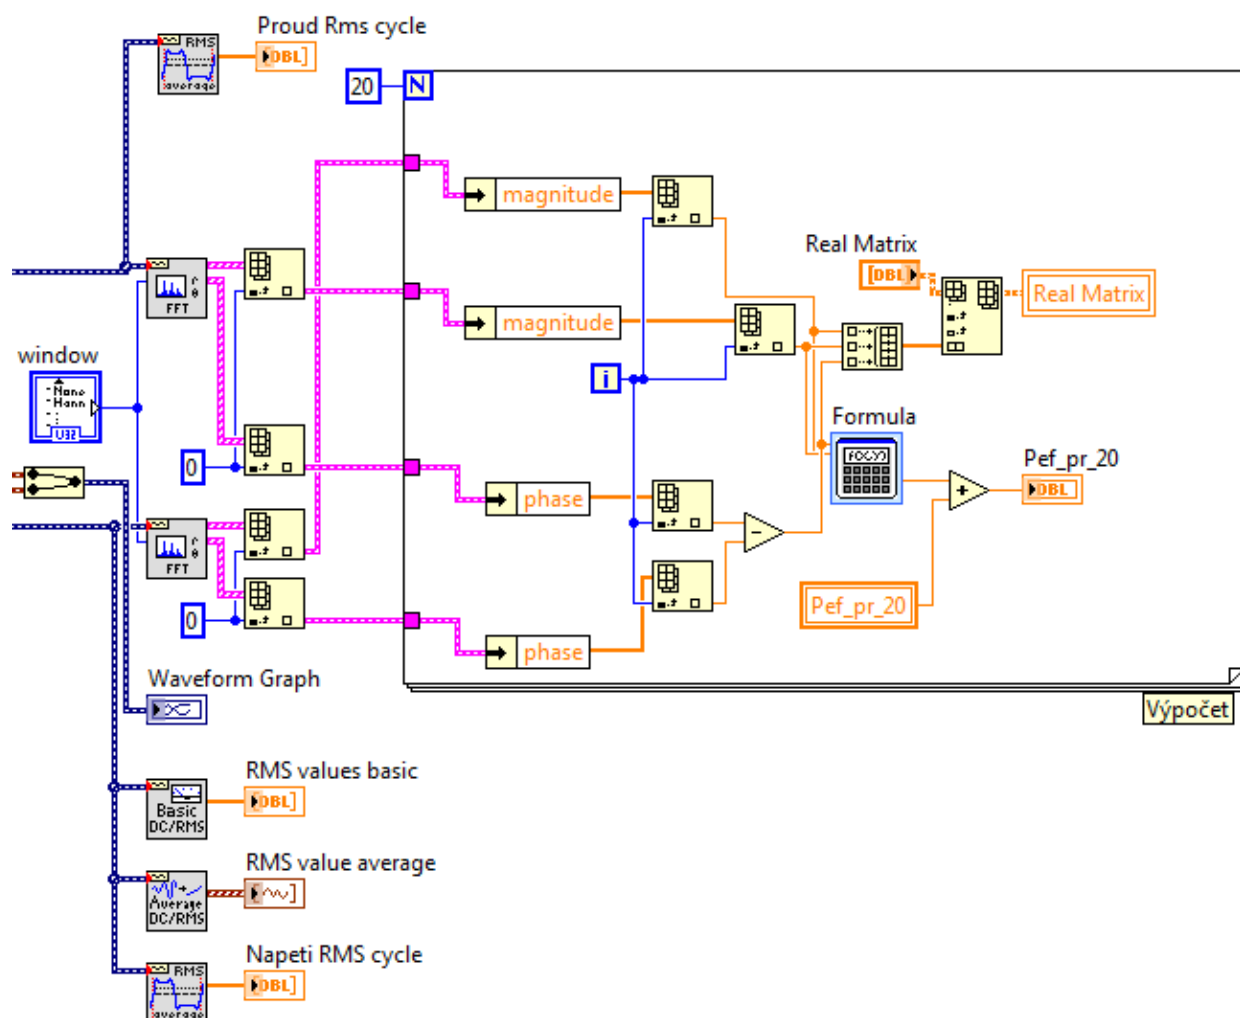 Proud Rms cycle
RMS
average
DBL
20
N
magnitude
Real Matrix
DBL
Real Matrix
FFT
magnitude
window
None
Hann
U32
i
Formula
F(X,Y)
Pef_pr_20
DBL
0
phase
FFT
Pef_pr_20
0
phase
Waveform Graph
Výpočet
RMS values basic
Basic
DC/RMS
DBL
RMS value average
Average
DC/RMS
Napeti RMS cycle
RMS
average
DBL